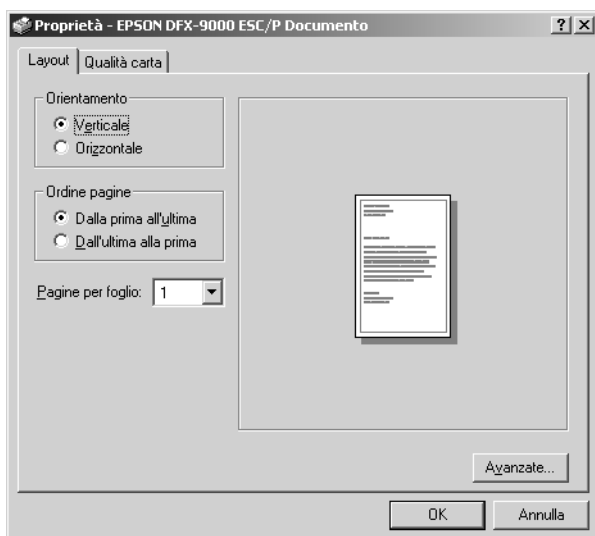 Proprietà - EPSON DFX-9000 ESC/P Documento
Layout
Qualità carta
Orientamento
Verticale
Orizzontale
Ordine pagine
Dalla prima all'ultima
Dall'ultima alla prima
Pagine per foglio: 1
Avanzate...
OK
Annulla